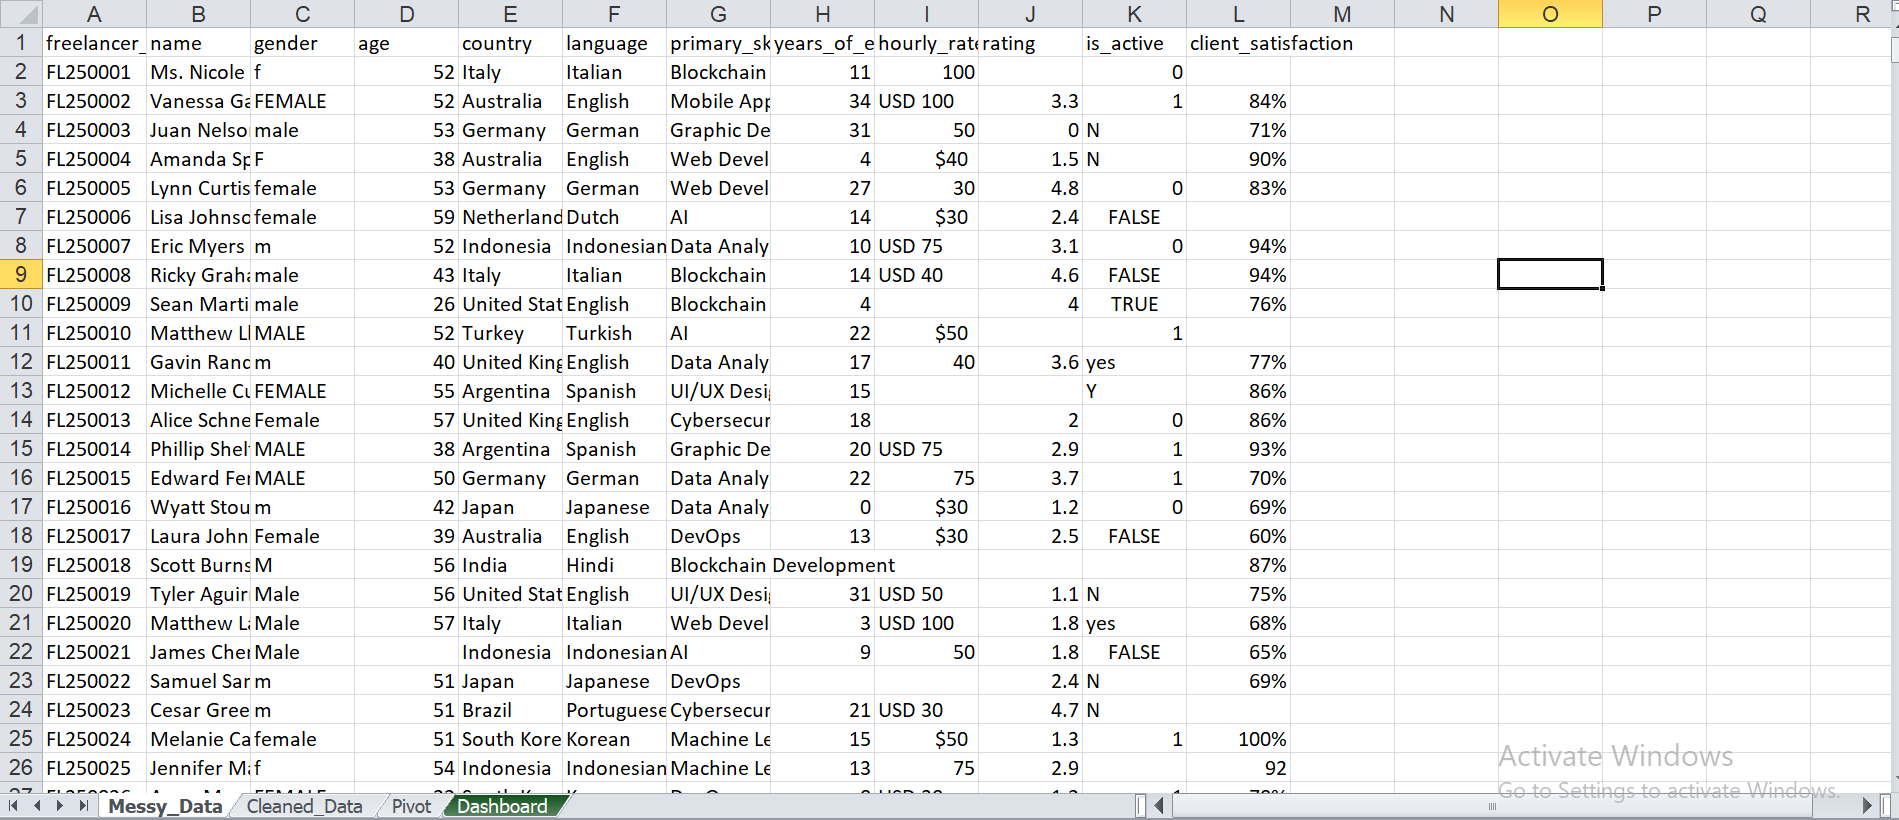 A B C D E F G H I J K L M N O P Q R
1 freelancer_ name gender age country language primary_sk years_of_e hourly_rate rating is_active client_satisfaction
2 FL250001 Ms. Nicole f 52 Italy Italian Blockchain 11 100 0
3 FL250002 Vanessa Ga FEMALE 52 Australia English Mobile App 34 USD 100 3.3 1 84%
4 FL250003 Juan Nelso male 53 Germany German Graphic De 31 50 0 N 71%
5 FL250004 Amanda Sp F 38 Australia English Web Devel 4 $40 1.5 N 90%
6 FL250005 Lynn Curtis female 53 Germany German Web Devel 27 30 4.8 0 83%
7 FL250006 Lisa Johnso female 59 Netherland Dutch AI 14 $30 2.4 FALSE
8 FL250007 Eric Myers m 52 Indonesia Indonesian Data Analy 10 USD 75 3.1 0 94%
9 FL250008 Ricky Graha male 43 Italy Italian Blockchain 14 USD 40 4.6 FALSE 94%
10 FL250009 Sean Marti male 26 United Stat English Blockchain 4 4 TRUE 76%
11 FL250010 Matthew Ll MALE 52 Turkey Turkish AI 22 $50 1
12 FL250011 Gavin Rand m 40 United King English Data Analy 17 40 3.6 yes 77%
13 FL250012 Michelle Cu FEMALE 55 Argentina Spanish UI/UX Desi 15 Y 86%
14 FL250013 Alice Schne Female 57 United King English Cybersecur 18 2 0 86%
15 FL250014 Phillip Shel MALE 38 Argentina Spanish Graphic De 20 USD 75 2.9 1 93%
16 FL250015 Edward Fer MALE 50 Germany German Data Analy 22 75 3.7 1 70%
17 FL250016 Wyatt Stou m 42 Japan Japanese Data Analy 0 $30 1.2 0 69%
18 FL250017 Laura John Female 39 Australia English DevOps 13 $30 2.5 FALSE 60%
19 FL250018 Scott Burns M 56 India Hindi Blockchain Development 87%
20 FL250019 Tyler Aguir Male 56 United Stat English UI/UX Desi 31 USD 50 1.1 N 75%
21 FL250020 Matthew La Male 57 Italy Italian Web Devel 3 USD 100 1.8 yes 68%
22 FL250021 James Cher Male Indonesia Indonesian AI 9 50 1.8 FALSE 65%
23 FL250022 Samuel Sar m 51 Japan Japanese DevOps 2.4 N 69%
24 FL250023 Cesar Gree m 51 Brazil Portuguese Cybersecur 21 USD 30 4.7 N
25 FL250024 Melanie Ca female 51 South Kore Korean Machine Le 15 $50 1.3 1 100%
26 FL250025 Jennifer Ma f 54 Indonesia Indonesian Machine Le 13 75 2.9 92
Activate Windows
Go to Settings to activate Windows.
Messy_Data Cleaned_Data Pivot Dashboard